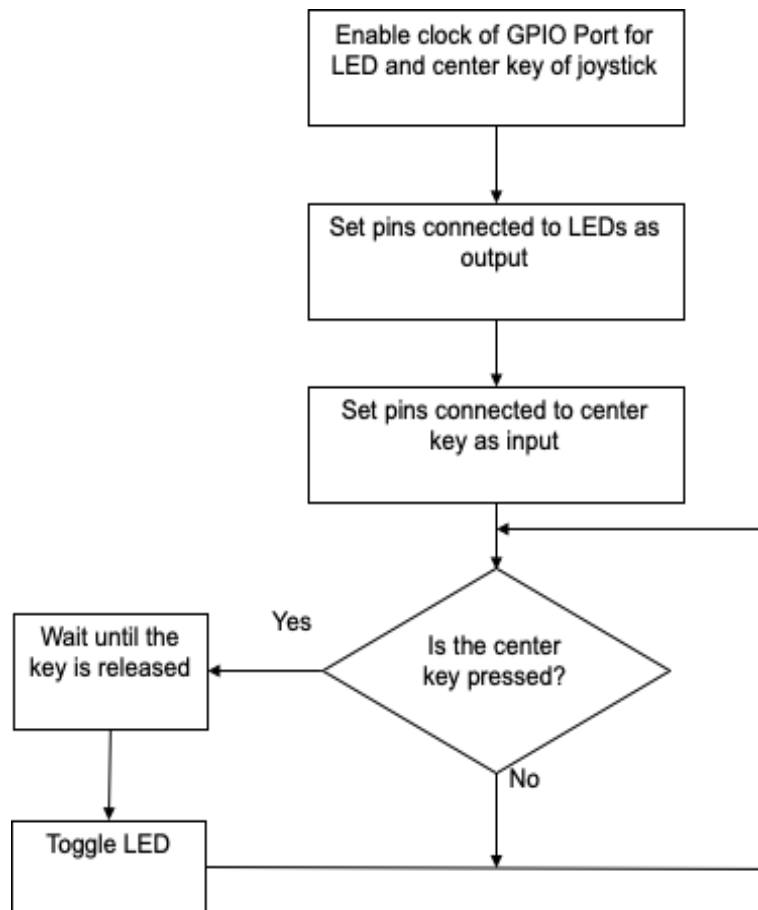 Enable clock of GPIO Port for
LED and center key of joystick
Set pins connected to LEDs as
output
Set pins connected to center
key as input
Yes
Wait until the
key is released
Is the center
key pressed?
No
Toggle LED